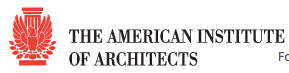 THE AMERICAN INSTITUTE
OF ARCHITECTS